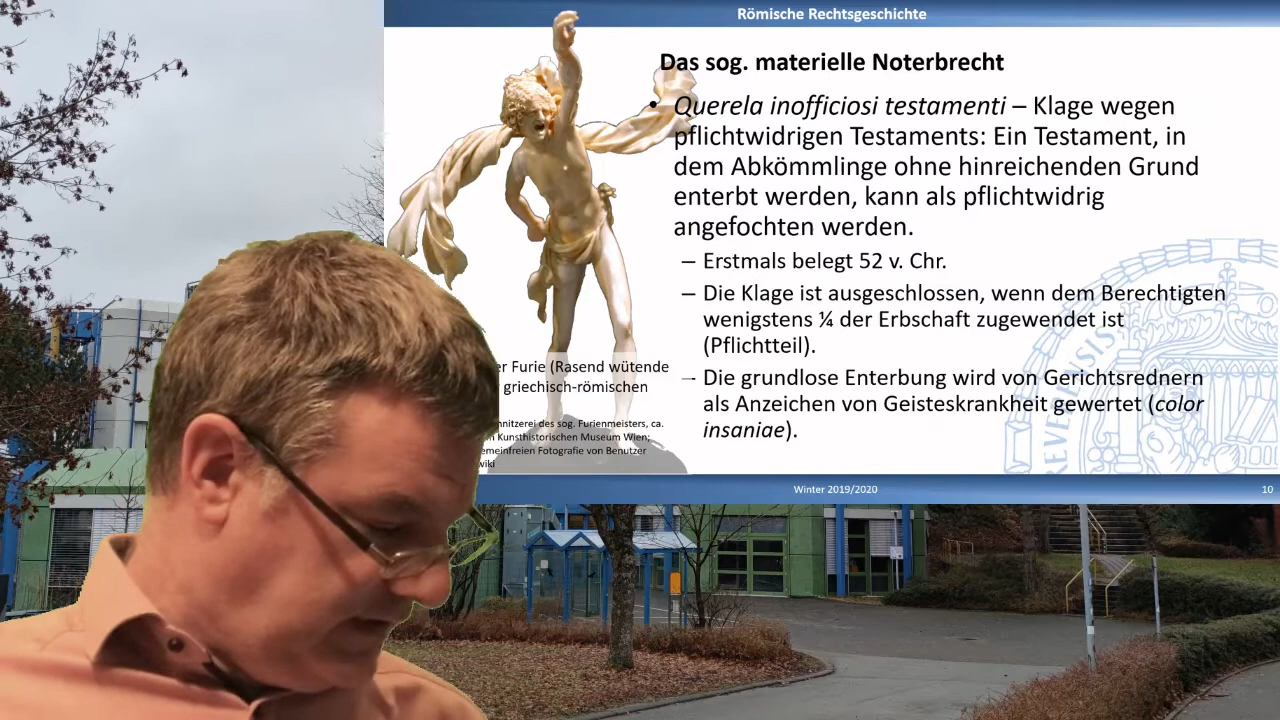 Römische Rechtsgeschichte
Das sog. materielle Noterbrecht
• Querela inofficiosi testamenti – Klage wegen
pflichtwidrigen Testaments: Ein Testament, in
dem Abkömmlinge ohne hinreichenden Grund
enterbt werden, kann als pflichtwidrig
angefochten werden.
– Erstmals belegt 52 v. Chr.
– Die Klage ist ausgeschlossen, wenn dem Berechtigten
wenigstens ¼ der Erbschaft zugewendet ist
(Pflichtteil).
– Die grundlose Enterbung wird von Gerichtsrednern
als Anzeichen von Geisteskrankheit gewertet (color
insaniae).
er Furie (Rasend wütende
griechisch-römischen
hnitzerei des sog. Furienmeisters, ca.
Kunsthistorischen Museum Wien;
emeinfreien Fotografie von Benutzer
wiki
REVERENSIS
Winter 2019/2020
10